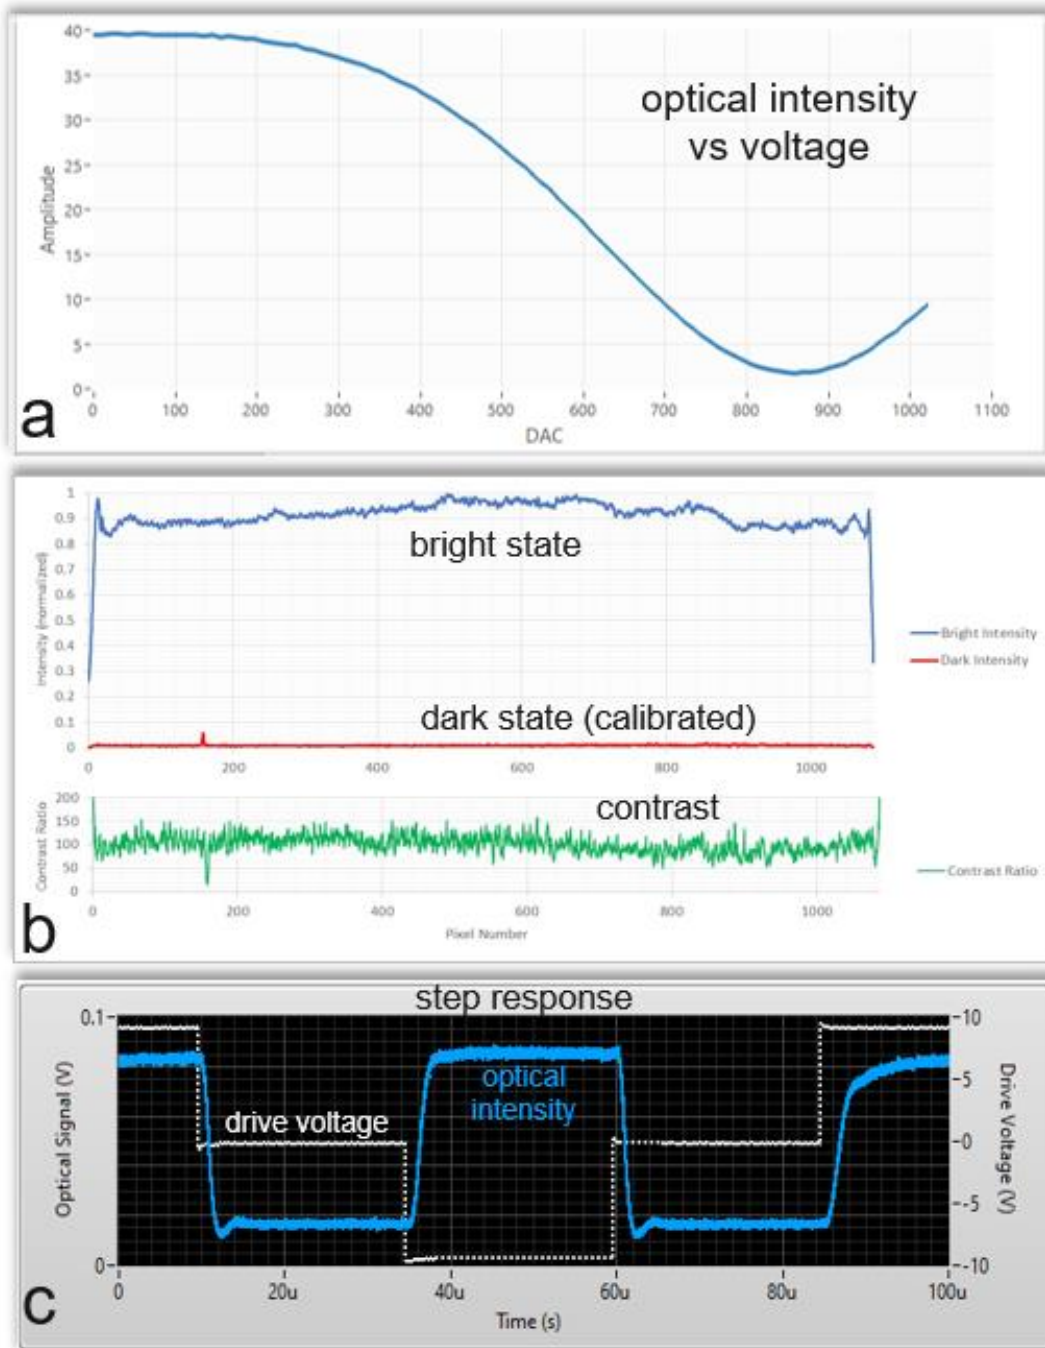 40
35
30
25
20
15
10
5
0
Amplitude
optical intensity
vs voltage
0 100 200 300 400 500 600 700 800 900 1000 1100
DAC
a
1
0.9
0.8
0.7
0.6
0.5
0.4
0.3
0.2
0.1
0
Intensity (normalized)
bright state
Bright Intensity
Dark Intensity
dark state (calibrated)
0 200 400 600 800 1000
200
150
100
50
0
Contrast Ratio
contrast
Contrast Ratio
0 200 400 600 800 1000
Pixel Number
b
step response
0.1
0
Optical Signal (V)
drive voltage
optical
intensity
10
5
0
-5
-10
Drive Voltage (V)
0 20u 40u 60u 80u 100u
Time (s)
c